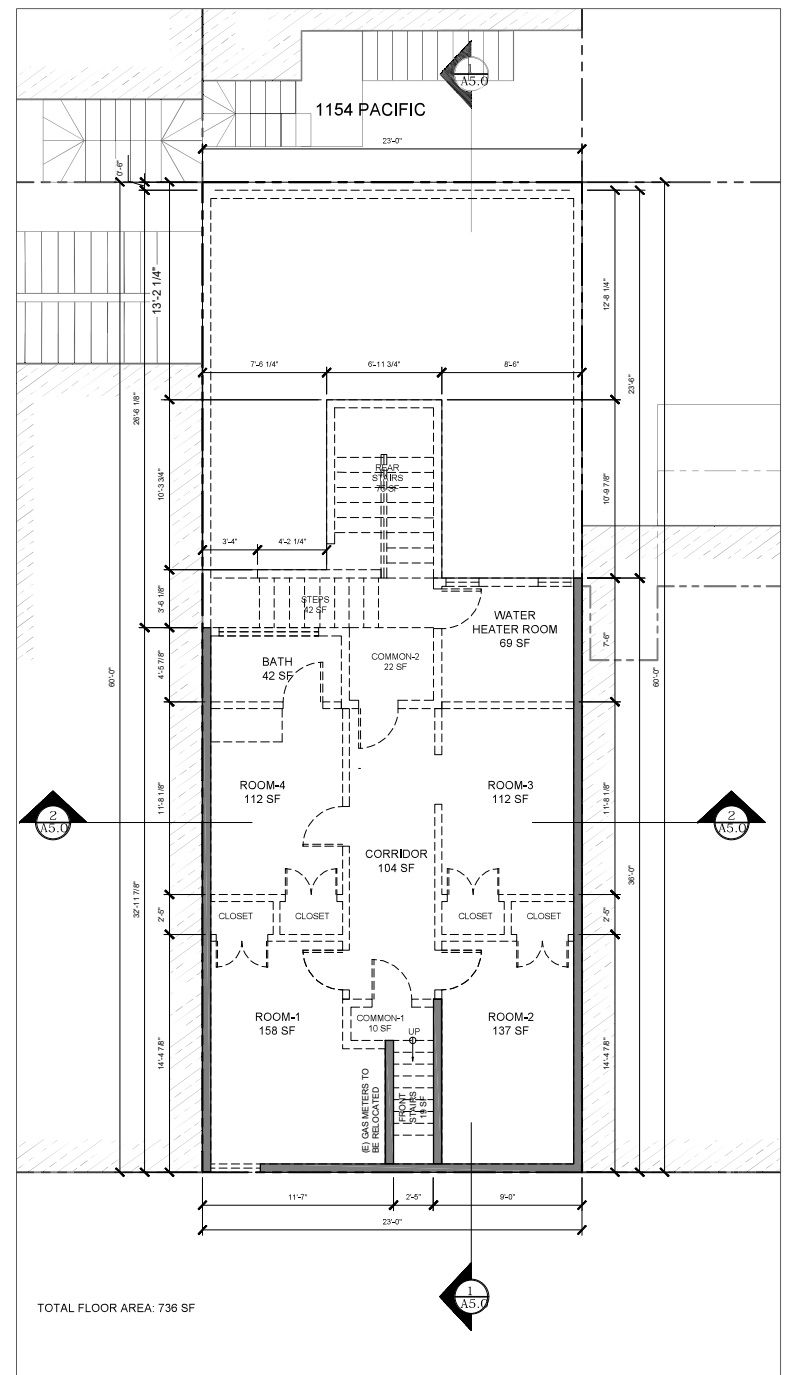 1
A5.0
1154 PACIFIC
23'-0"
0'-6"
13'-2 1/4"
12'-8 1/4"
7'-6 1/4"
6'-11 3/4"
8'-6"
23'-6"
26'-6 1/8"
REAR
STAIRS
10'-3 3/4"
10'-9 7/8"
3'-4"
4'-2 1/4"
STEPS
42 SF
3'-6 1/8"
WATER
HEATER ROOM
69 SF
7'-6"
BATH
42 SF
COMMON-2
22 SF
4'-5 7/8"
60'-0"
60'-0"
ROOM-4
112 SF
ROOM-3
112 SF
11'-8 1/8"
11'-8 1/8"
2
A5.0
2
A5.0
CORRIDOR
104 SF
36'-0"
32'-11 7/8"
CLOSET
CLOSET
CLOSET
CLOSET
2'-5"
2'-5"
ROOM-1
158 SF
COMMON-1
10 SF
ROOM-2
137 SF
UP
14'-4 7/8"
14'-4 7/8"
(E) GAS METERS TO
BE RELOCATED
FRONT
STAIRS
19 SF
11'-7"
2'-5"
9'-0"
23'-0"
1
A5.0
TOTAL FLOOR AREA: 736 SF